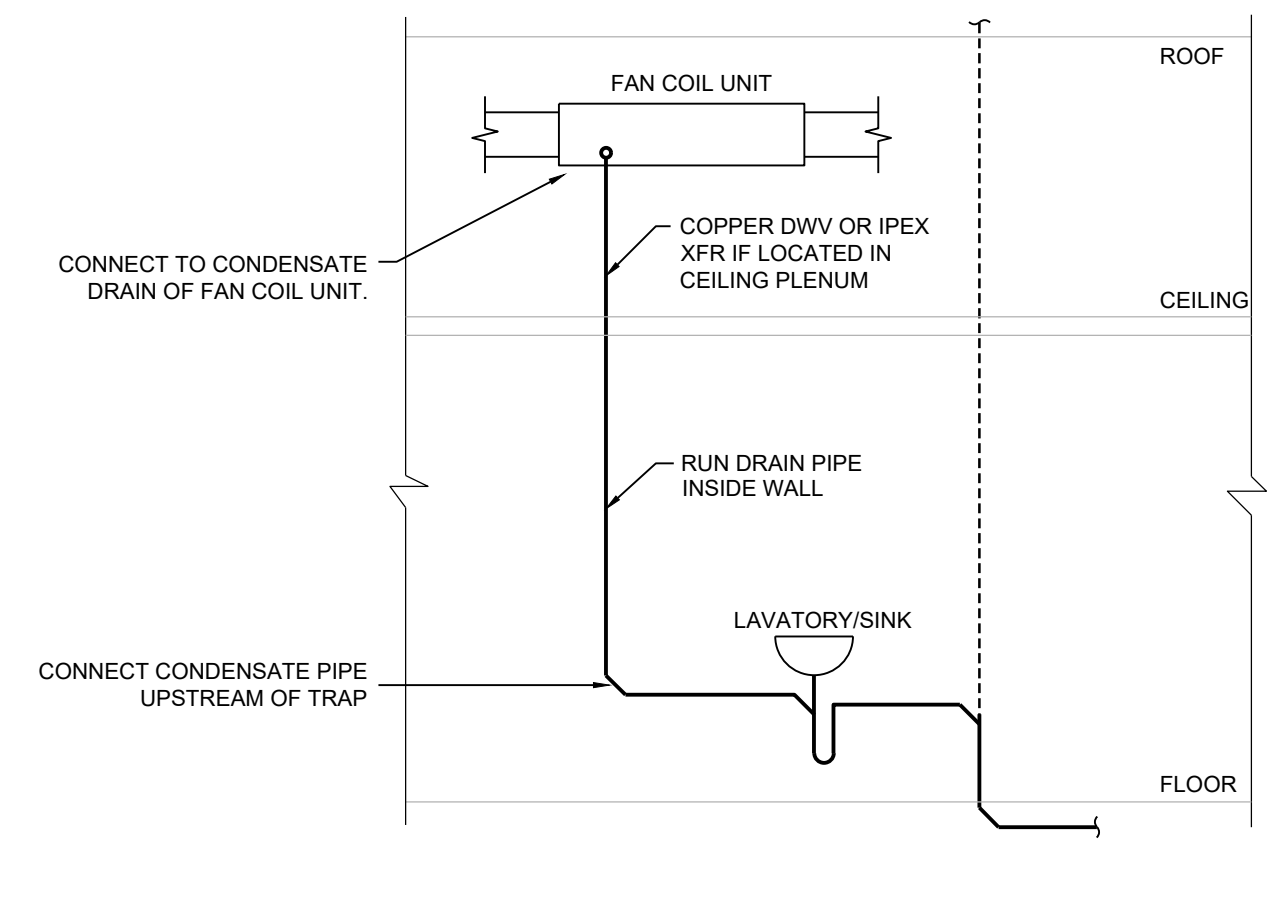 ROOF
FAN COIL UNIT
COPPER DWV OR IPEX
XFR IF LOCATED IN
CEILING PLENUM
CONNECT TO CONDENSATE
DRAIN OF FAN COIL UNIT.
CEILING
RUN DRAIN PIPE
INSIDE WALL
LAVATORY/SINK
CONNECT CONDENSATE PIPE
UPSTREAM OF TRAP
FLOOR